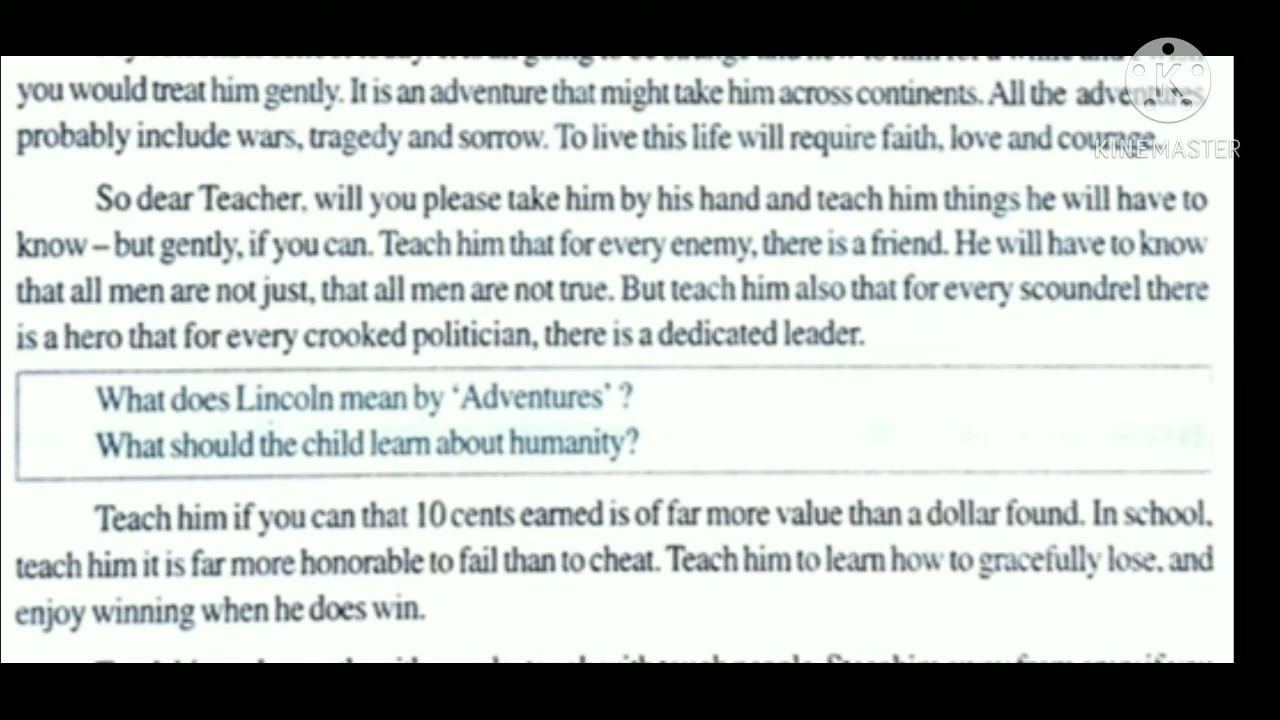 you would treat him gently. It is an adventure that might take him across continents. All the adventures
probably include wars, tragedy and sorrow. To live this life will require faith, love and courage.
So dear Teacher, will you please take him by his hand and teach him things he will have to
know – but gently, if you can. Teach him that for every enemy, there is a friend. He will have to know
that all men are not just, that all men are not true. But teach him also that for every scoundrel there
is a hero that for every crooked politician, there is a dedicated leader.
What does Lincoln mean by ‘Adventures’ ?
What should the child learn about humanity?
Teach him if you can that 10 cents earned is of far more value than a dollar found. In school,
teach him it is far more honorable to fail than to cheat. Teach him to learn how to gracefully lose, and
enjoy winning when he does win.
K
KINEMASTER